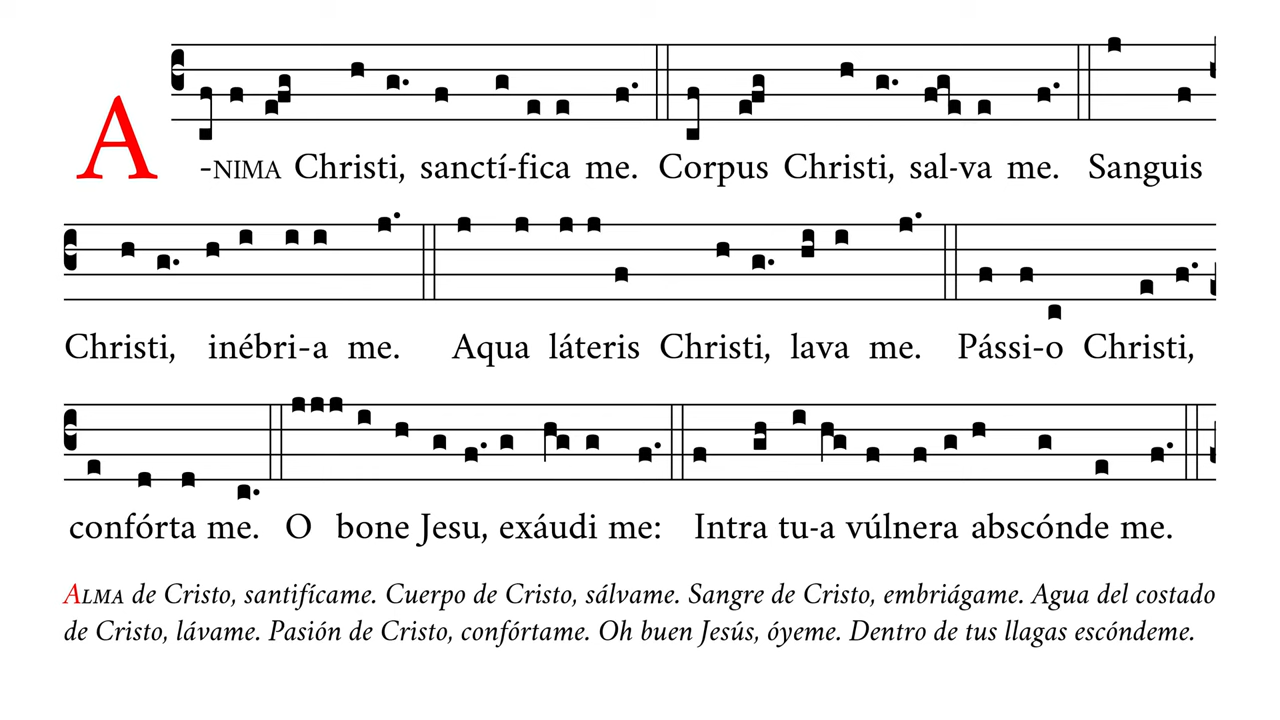 A-NIMA Christi, sanctí-fica me. Corpus Christi, sal-va me. Sanguis
Christi, inébri-a me. Aqua láteris Christi, lava me. Pássi-o Christi,
confórta me. O bone Jesu, exáudi me: Intra tu-a vúlnera abscónde me.
ALMA de Cristo, santifícame. Cuerpo de Cristo, sálvame. Sangre de Cristo, embriágame. Agua del costado
de Cristo, lávame. Pasión de Cristo, confórtame. Oh buen Jesús, óyeme. Dentro de tus llagas escóndeme.